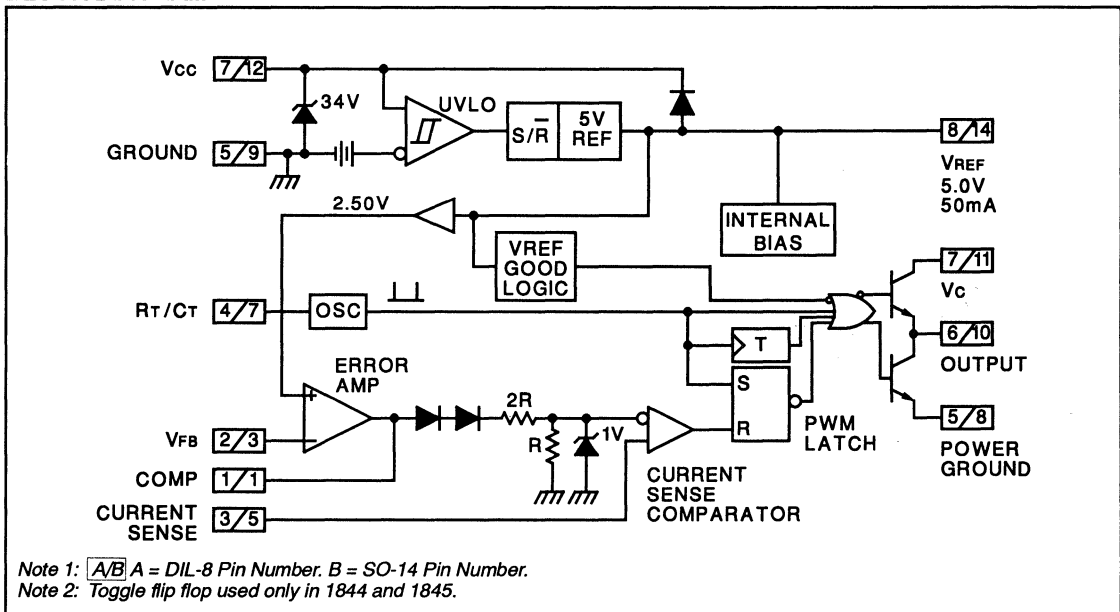 Vcc 7/12
34V
UVLO
S/R̅
5V REF
8/14
VREF
5.0V
50mA
GROUND 5/9
2.50V
INTERNAL
BIAS
VREF
GOOD
LOGIC
7/11
Vc
RT/CT 4/7
OSC
T
6/10
OUTPUT
ERROR
AMP
S
R
PWM
LATCH
2R
R
1V
5/8
POWER
GROUND
VFB 2/3
COMP 1/1
CURRENT
SENSE
COMPARATOR
CURRENT
SENSE 3/5
Note 1: A/B A = DIL-8 Pin Number. B = SO-14 Pin Number.
Note 2: Toggle flip flop used only in 1844 and 1845.